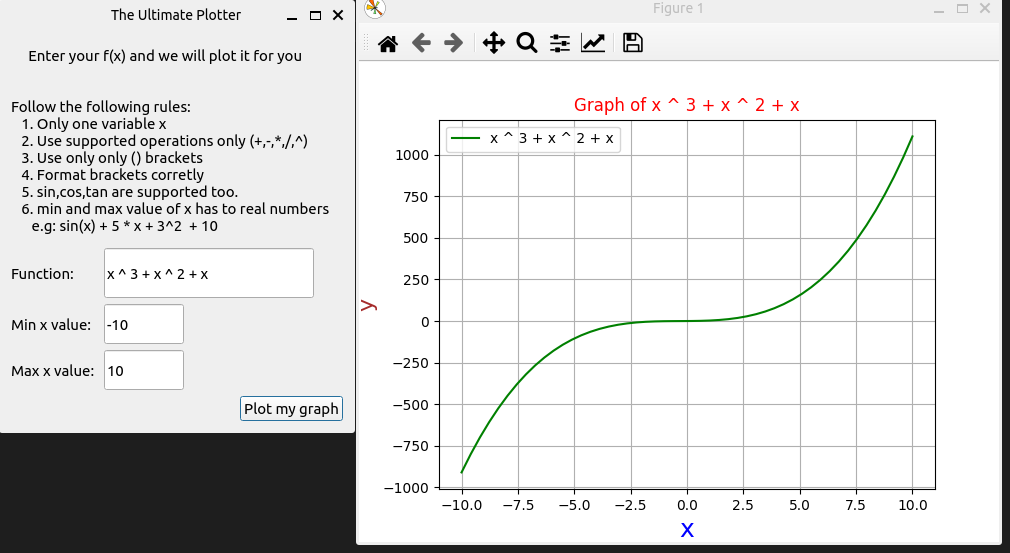 The Ultimate Plotter
Enter your f(x) and we will plot it for you
Follow the following rules:
1. Only one variable x
2. Use supported operations only (+,-,*,/,^)
3. Use only only () brackets
4. Format brackets corretly
5. sin,cos,tan are supported too.
6. min and max value of x has to real numbers
e.g: sin(x) + 5 * x + 3^2 + 10
Function: x ^ 3 + x ^ 2 + x
Min x value: -10
Max x value: 10
Plot my graph
Figure 1
Graph of x ^ 3 + x ^ 2 + x
x ^ 3 + x ^ 2 + x
1000
750
500
250
0
−250
−500
−750
−1000
y
−10.0 −7.5 −5.0 −2.5 0.0 2.5 5.0 7.5 10.0
x